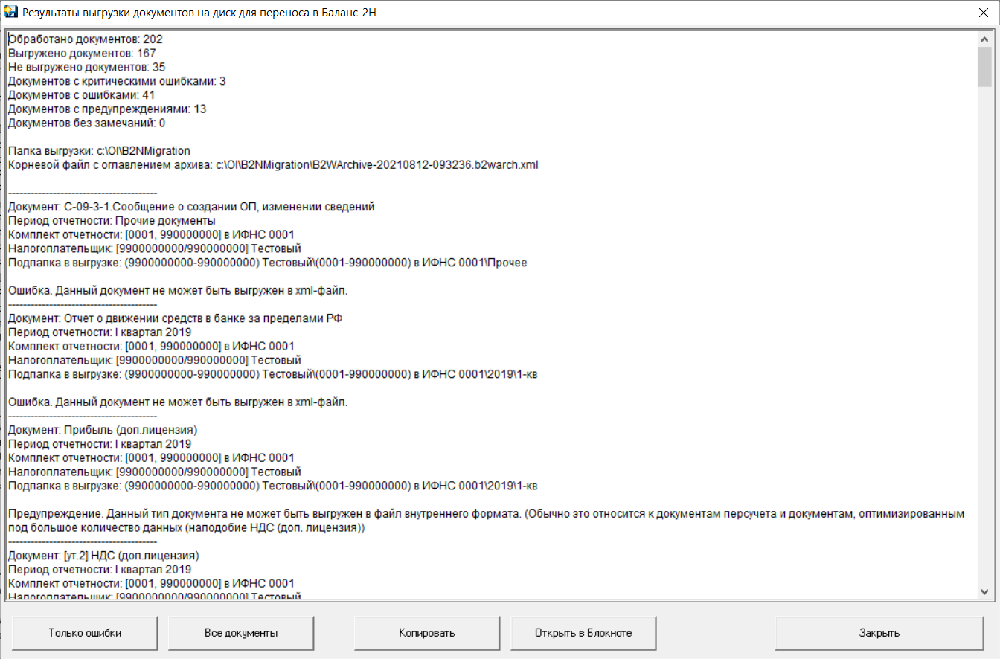 Результаты выгрузки документов на диск для переноса в Баланс-2Н
Обработано документов: 202
Выгружено документов: 167
Не выгружено документов: 35
Документов с критическими ошибками: 3
Документов с ошибками: 41
Документов с предупреждениями: 13
Документов без замечаний: 0
Папка выгрузки: c:\OI\B2NMigration
Корневой файл с оглавлением архива: c:\OI\B2NMigration\B2WArchive-20210812-093236.b2warch.xml
----------------------------------------
Документ: С-09-3-1.Сообщение о создании ОП, изменении сведений
Период отчетности: Прочие документы
Комплект отчетности: [0001, 990000000] в ИФНС 0001
Налогоплательщик: [9900000000/990000000] Тестовый
Подпапка в выгрузке: (9900000000-990000000) Тестовый\(0001-990000000) в ИФНС 0001\Прочее
Ошибка. Данный документ не может быть выгружен в xml-файл.
----------------------------------------
Документ: Отчет о движении средств в банке за пределами РФ
Период отчетности: I квартал 2019
Комплект отчетности: [0001, 990000000] в ИФНС 0001
Налогоплательщик: [9900000000/990000000] Тестовый
Подпапка в выгрузке: (9900000000-990000000) Тестовый\(0001-990000000) в ИФНС 0001\2019\1-кв
Ошибка. Данный документ не может быть выгружен в xml-файл.
----------------------------------------
Документ: Прибыль (доп.лицензия)
Период отчетности: I квартал 2019
Комплект отчетности: [0001, 990000000] в ИФНС 0001
Налогоплательщик: [9900000000/990000000] Тестовый
Подпапка в выгрузке: (9900000000-990000000) Тестовый\(0001-990000000) в ИФНС 0001\2019\1-кв
Предупреждение. Данный тип документа не может быть выгружен в файл внутреннего формата. (Обычно это относится к документам персучета и документам, оптимизированным
под большое количество данных (наподобие НДС (доп. лицензия))
----------------------------------------
Документ: [ут.2] НДС (доп.лицензия)
Период отчетности: I квартал 2019
Комплект отчетности: [0001, 990000000] в ИФНС 0001
Налогоплательщик: [9900000000/990000000] Тестовый
Только ошибки
Все документы
Копировать
Открыть в Блокноте
Закрыть